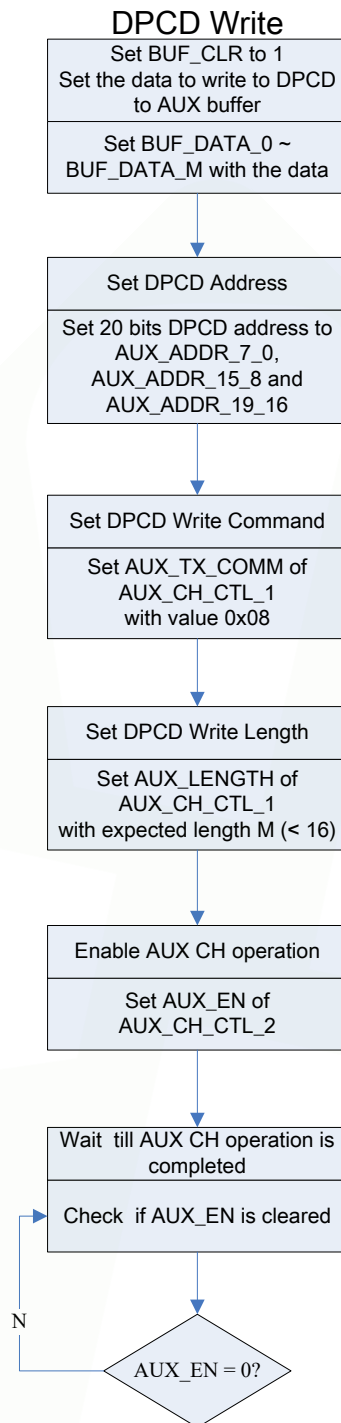 DPCD Write
Set BUF_CLR to 1
Set the data to write to DPCD
to AUX buffer
Set BUF_DATA_0 ~
BUF_DATA_M with the data
Set DPCD Address
Set 20 bits DPCD address to
AUX_ADDR_7_0,
AUX_ADDR_15_8 and
AUX_ADDR_19_16
Set DPCD Write Command
Set AUX_TX_COMM of
AUX_CH_CTL_1
with value 0x08
Set DPCD Write Length
Set AUX_LENGTH of
AUX_CH_CTL_1
with expected length M (< 16)
Enable AUX CH operation
Set AUX_EN of
AUX_CH_CTL_2
Wait till AUX CH operation is
completed
Check if AUX_EN is cleared
N
AUX_EN = 0?